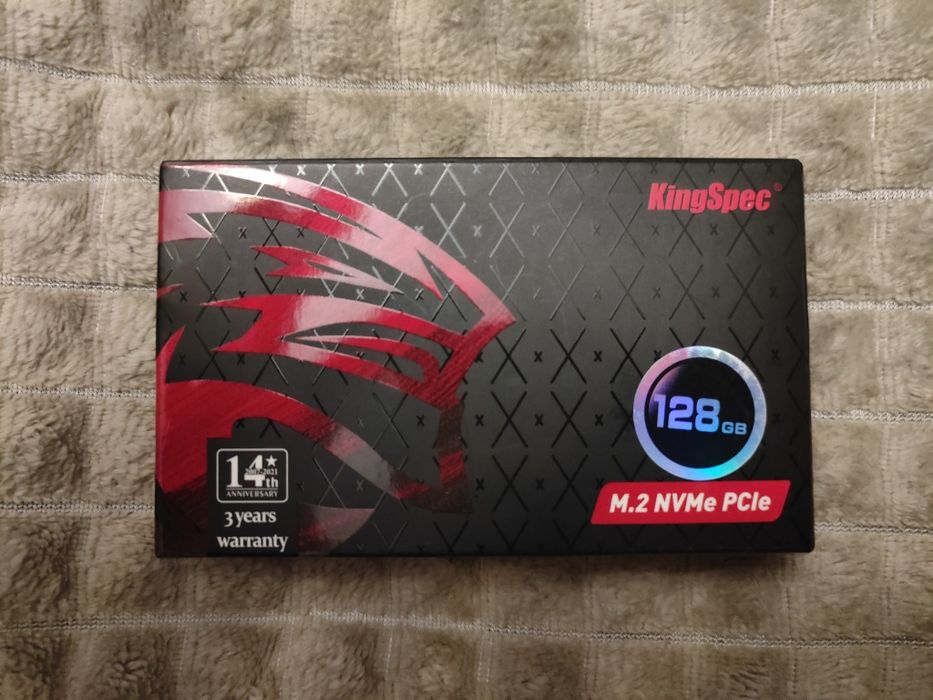 KingSpec®
128GB
M.2 NVMe PCIe
14th
2007-2021
ANNIVERSARY
3 years
warranty